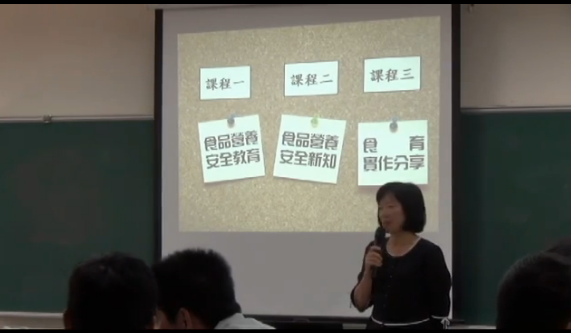 課程一
課程二
課程三
食品營養
安全教育
食品營養
安全新知
食育
實作分享